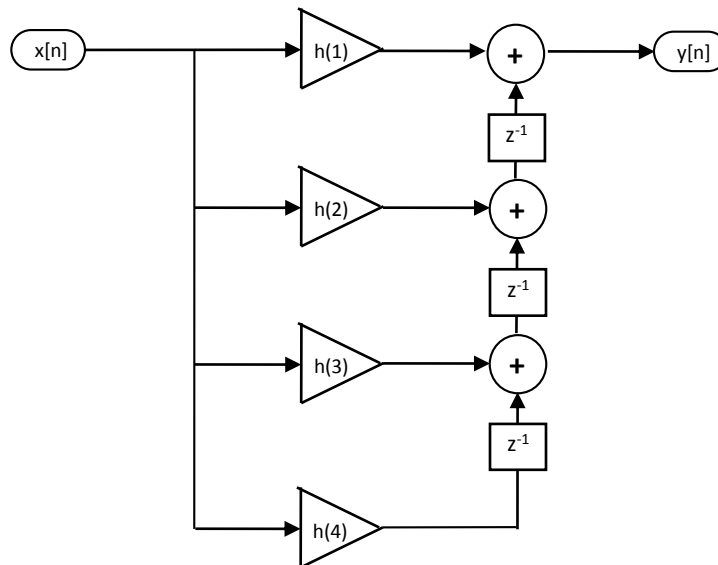 x[n]
h(1)
+
y[n]
z⁻¹
h(2)
+
z⁻¹
h(3)
+
z⁻¹
h(4)